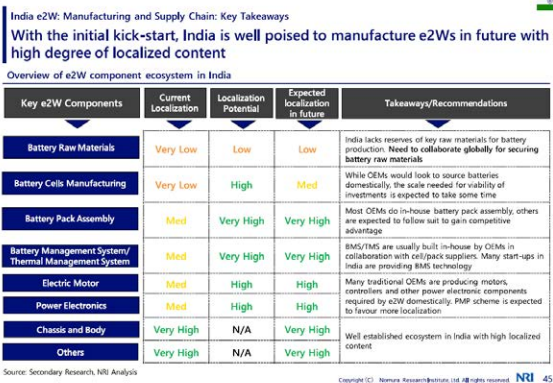 India e2W: Manufacturing and Supply Chain: Key Takeaways
With the initial kick-start, India is well poised to manufacture e2Ws in future with
high degree of localized content
Overview of e2W component ecosystem in India
Key e2W Components
Current
Localization
Localization
Potential
Expected
localization
in future
Takeaways/Recommendations
Battery Raw Materials
Very Low
Low
Low
India lacks reserves of key raw materials for battery
production. Need to collaborate globally for securing
battery raw materials
Battery Cells Manufacturing
Very Low
High
Med
While OEMs would look to source batteries
domestically, the scale needed for viability of
investments is expected to take some time
Battery Pack Assembly
Med
Very High
Very High
Most OEMs do in-house battery pack assembly, others
are expected to follow suit to gain competitive
advantage
Battery Management System/
Thermal Management System
Med
Very High
Very High
BMS/TMS are usually built in-house by OEMs in
collaboration with cell/pack suppliers. Many start-ups in
India are providing BMS technology
Electric Motor
Med
High
High
Many traditional OEMs are producing motors,
controllers and other power electronic components
required by e2W domestically. PMP scheme is expected
to favour more localization
Power Electronics
Med
High
High
Chassis and Body
Very High
N/A
Very High
Well established ecosystem in India with high localized
content
Others
Very High
N/A
Very High
Source: Secondary Research, NRI Analysis
Copyright (C) Nomura Research Institute, Ltd. All rights reserved. NRI 45